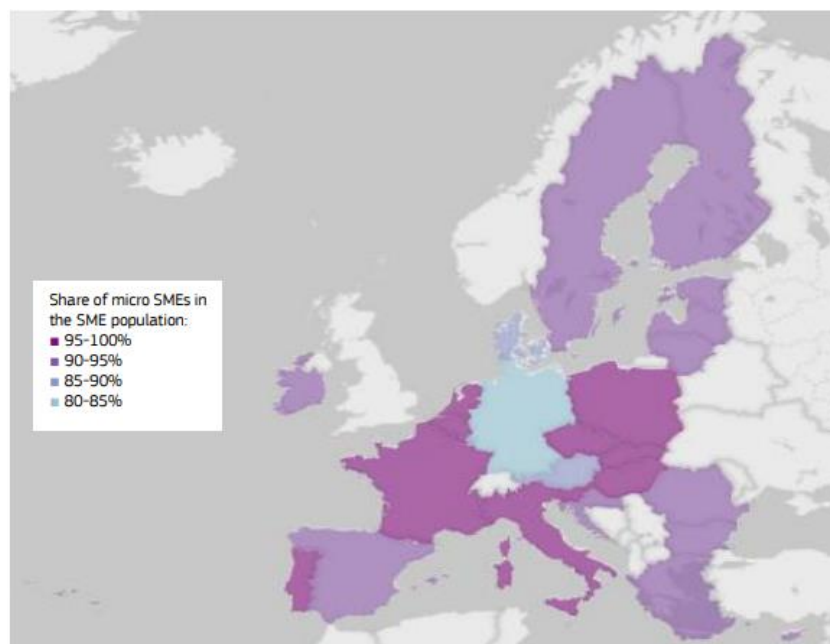 Share of micro SMEs in
the SME population:
95-100%
90-95%
85-90%
80-85%